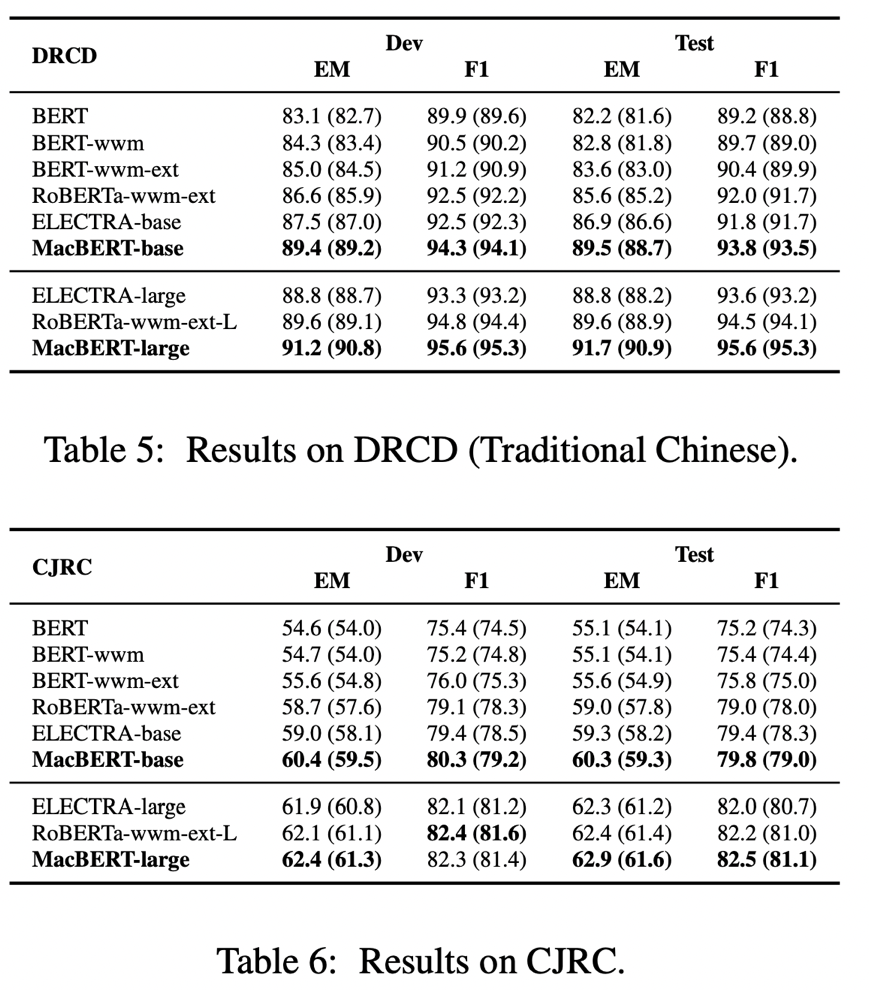 DRCD Dev Test
EM F1 EM F1
BERT 83.1 (82.7) 89.9 (89.6) 82.2 (81.6) 89.2 (88.8)
BERT-wwm 84.3 (83.4) 90.5 (90.2) 82.8 (81.8) 89.7 (89.0)
BERT-wwm-ext 85.0 (84.5) 91.2 (90.9) 83.6 (83.0) 90.4 (89.9)
RoBERTa-wwm-ext 86.6 (85.9) 92.5 (92.2) 85.6 (85.2) 92.0 (91.7)
ELECTRA-base 87.5 (87.0) 92.5 (92.3) 86.9 (86.6) 91.8 (91.7)
MacBERT-base 89.4 (89.2) 94.3 (94.1) 89.5 (88.7) 93.8 (93.5)
ELECTRA-large 88.8 (88.7) 93.3 (93.2) 88.8 (88.2) 93.6 (93.2)
RoBERTa-wwm-ext-L 89.6 (89.1) 94.8 (94.4) 89.6 (88.9) 94.5 (94.1)
MacBERT-large 91.2 (90.8) 95.6 (95.3) 91.7 (90.9) 95.6 (95.3)
Table 5: Results on DRCD (Traditional Chinese).
CJRC Dev Test
EM F1 EM F1
BERT 54.6 (54.0) 75.4 (74.5) 55.1 (54.1) 75.2 (74.3)
BERT-wwm 54.7 (54.0) 75.2 (74.8) 55.1 (54.1) 75.4 (74.4)
BERT-wwm-ext 55.6 (54.8) 76.0 (75.3) 55.6 (54.9) 75.8 (75.0)
RoBERTa-wwm-ext 58.7 (57.6) 79.1 (78.3) 59.0 (57.8) 79.0 (78.0)
ELECTRA-base 59.0 (58.1) 79.4 (78.5) 59.3 (58.2) 79.4 (78.3)
MacBERT-base 60.4 (59.5) 80.3 (79.2) 60.3 (59.3) 79.8 (79.0)
ELECTRA-large 61.9 (60.8) 82.1 (81.2) 62.3 (61.2) 82.0 (80.7)
RoBERTa-wwm-ext-L 62.1 (61.1) 82.4 (81.6) 62.4 (61.4) 82.2 (81.0)
MacBERT-large 62.4 (61.3) 82.3 (81.4) 62.9 (61.6) 82.5 (81.1)
Table 6: Results on CJRC.